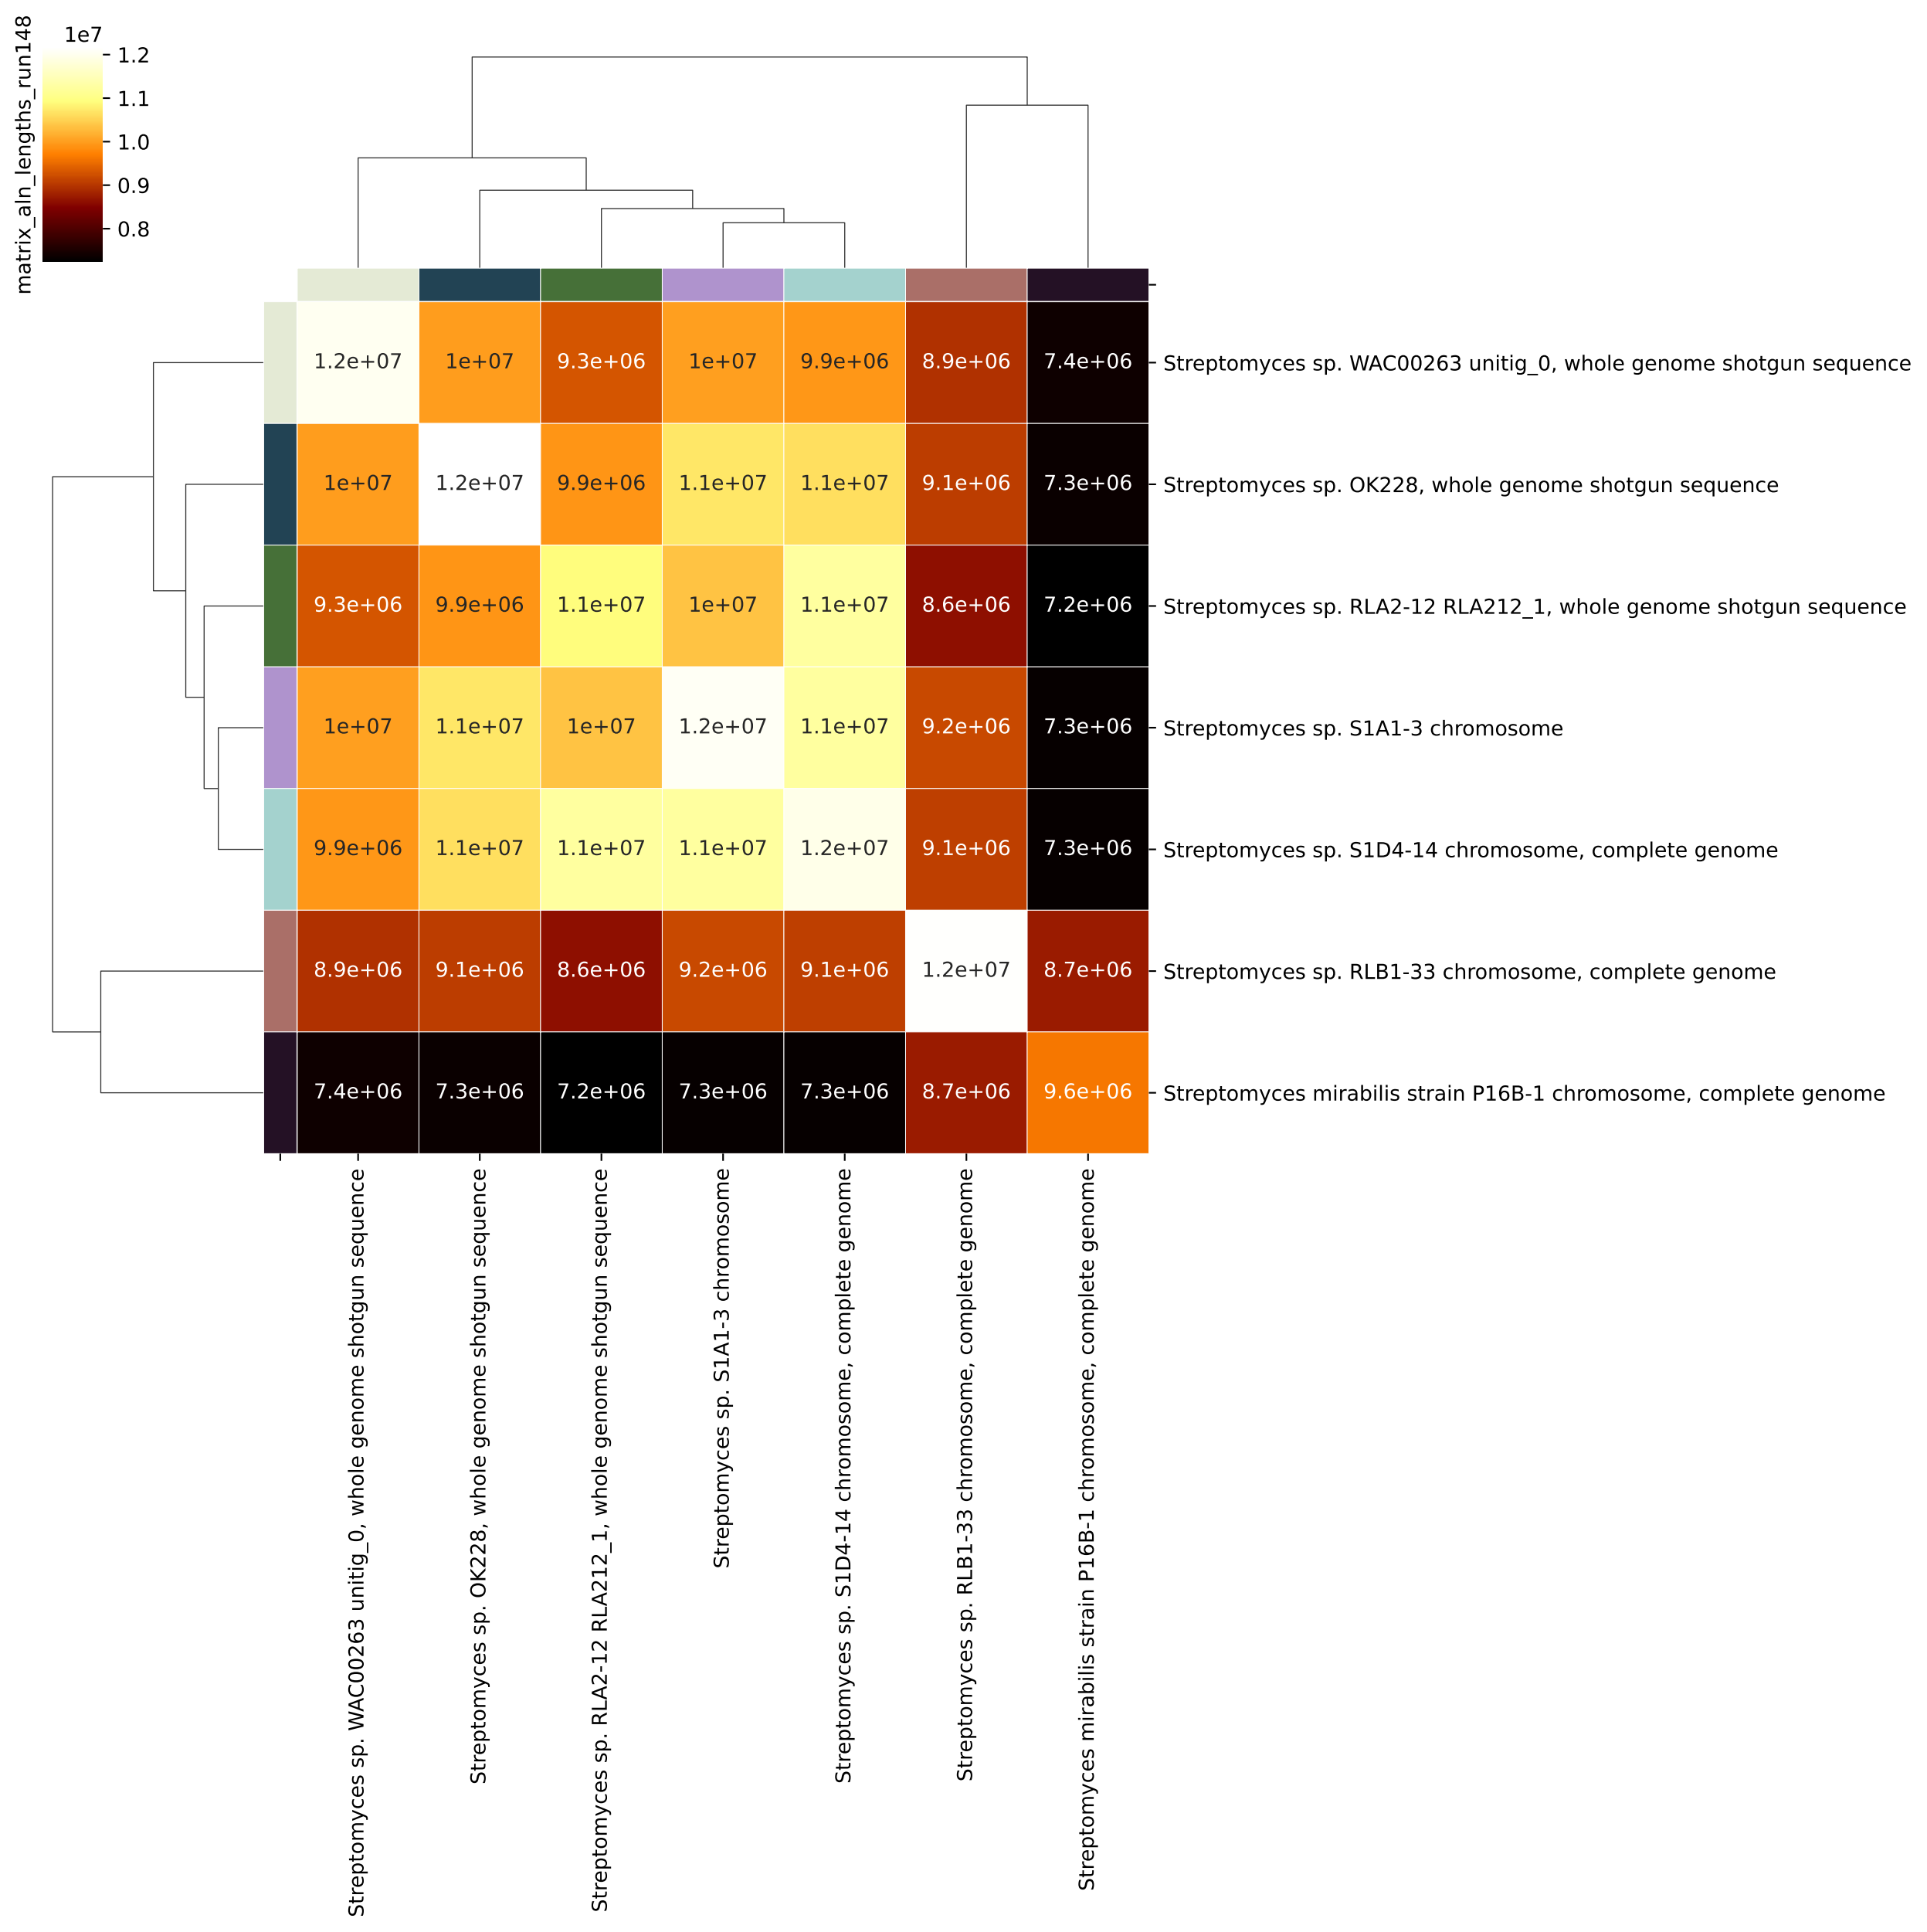 1e7
1.2
1.1
1.0
0.9
0.8
matrix_aln_lengths_run148
1.2e+07 1e+07 9.3e+06 1e+07 9.9e+06 8.9e+06 7.4e+06 Streptomyces sp. WAC00263 unitig_0, whole genome shotgun sequence
1e+07 1.2e+07 9.9e+06 1.1e+07 1.1e+07 9.1e+06 7.3e+06 Streptomyces sp. OK228, whole genome shotgun sequence
9.3e+06 9.9e+06 1.1e+07 1e+07 1.1e+07 8.6e+06 7.2e+06 Streptomyces sp. RLA2-12 RLA212_1, whole genome shotgun sequence
1e+07 1.1e+07 1e+07 1.2e+07 1.1e+07 9.2e+06 7.3e+06 Streptomyces sp. S1A1-3 chromosome
9.9e+06 1.1e+07 1.1e+07 1.1e+07 1.2e+07 9.1e+06 7.3e+06 Streptomyces sp. S1D4-14 chromosome, complete genome
8.9e+06 9.1e+06 8.6e+06 9.2e+06 9.1e+06 1.2e+07 8.7e+06 Streptomyces sp. RLB1-33 chromosome, complete genome
7.4e+06 7.3e+06 7.2e+06 7.3e+06 7.3e+06 8.7e+06 9.6e+06 Streptomyces mirabilis strain P16B-1 chromosome, complete genome
Streptomyces sp. WAC00263 unitig_0, whole genome shotgun sequence
Streptomyces sp. OK228, whole genome shotgun sequence
Streptomyces sp. RLA2-12 RLA212_1, whole genome shotgun sequence
Streptomyces sp. S1A1-3 chromosome
Streptomyces sp. S1D4-14 chromosome, complete genome
Streptomyces sp. RLB1-33 chromosome, complete genome
Streptomyces mirabilis strain P16B-1 chromosome, complete genome